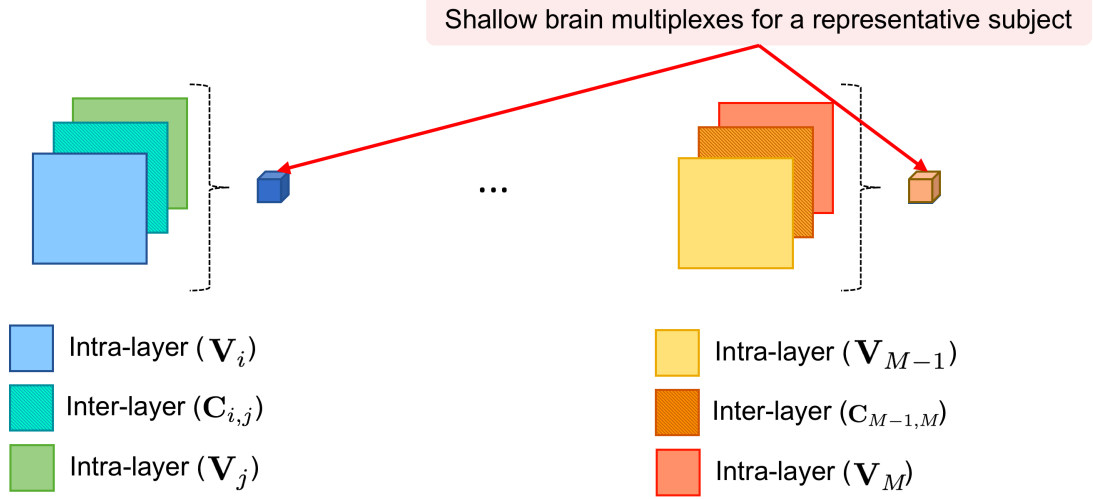 Shallow brain multiplexes for a representative subject
...
Intra-layer (V_i)
Inter-layer (C_{i,j})
Intra-layer (V_j)
Intra-layer (V_{M-1})
Inter-layer (C_{M-1,M})
Intra-layer (V_M)